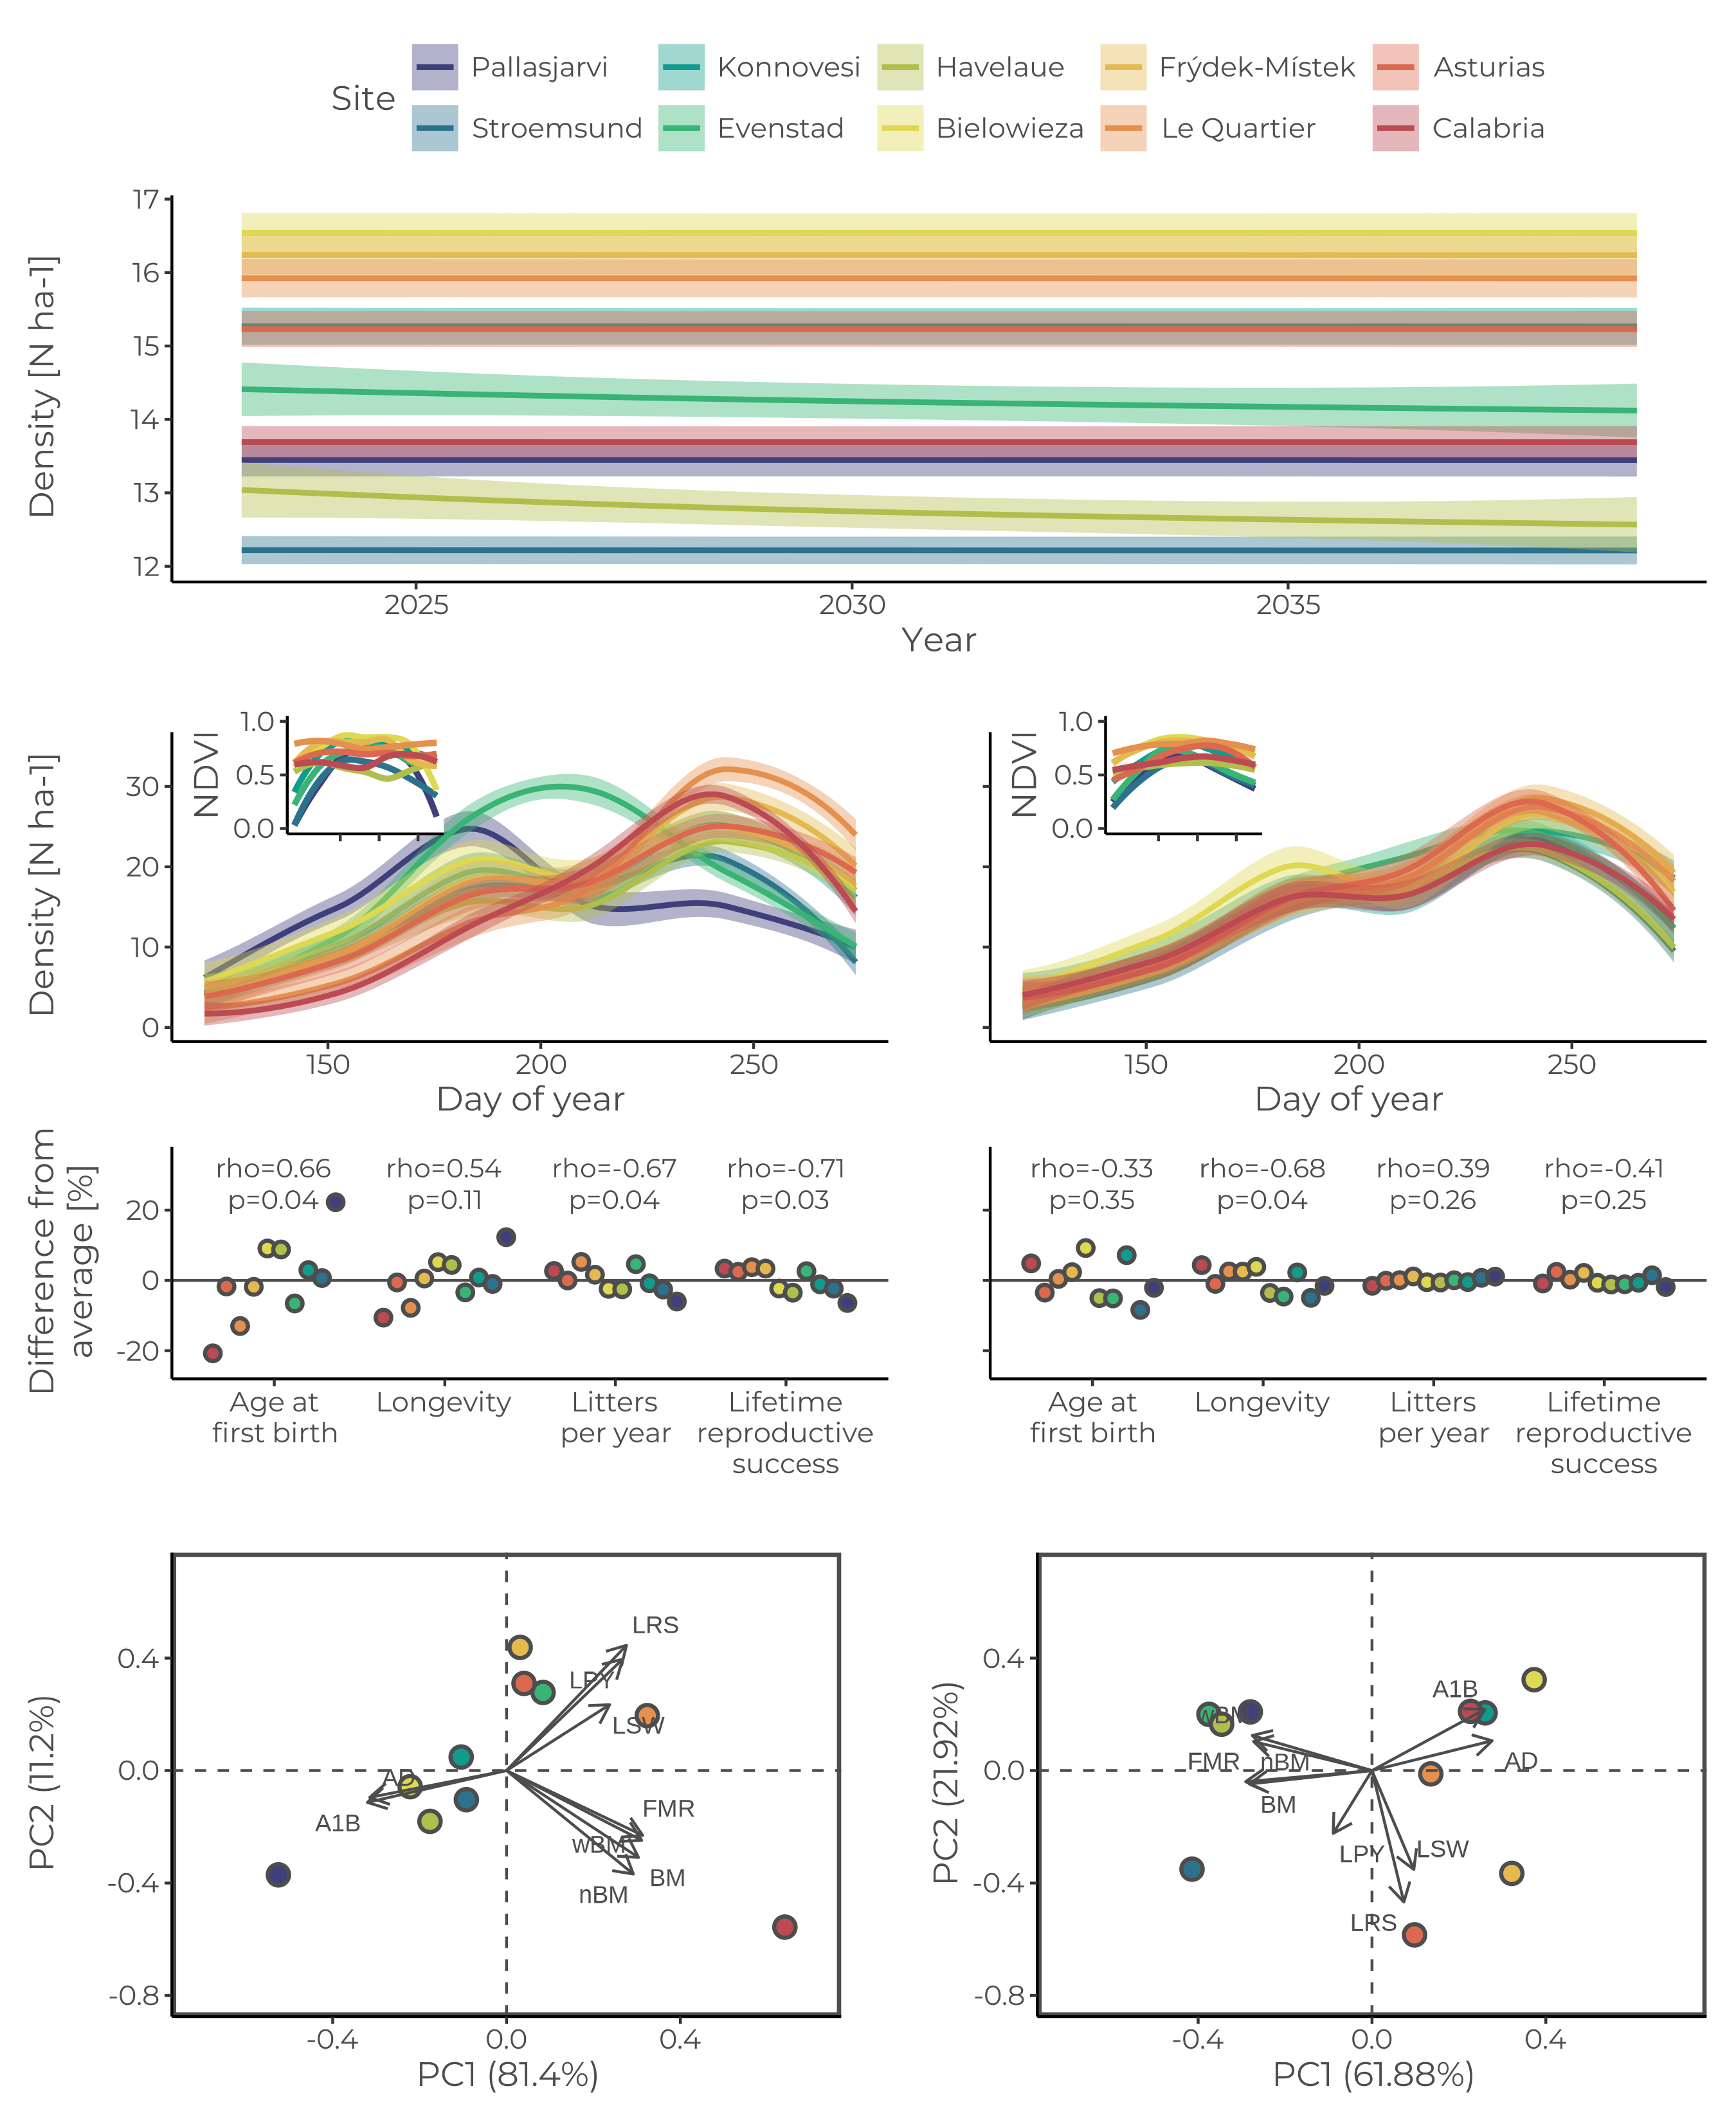 Site
Pallasjarvi
Konnovesi
Havelaue
Frýdek-Místek
Asturias
Stroemsund
Evenstad
Bielowieza
Le Quartier
Calabria
Density [N ha-1]
17
16
15
14
13
12
2025
2030
2035
Year
Density [N ha-1]
30
20
10
0
NDVI
1.0
0.5
0.0
150
200
250
Day of year
NDVI
1.0
0.5
0.0
150
200
250
Day of year
Difference from
average [%]
20
0
-20
rho=0.66
p=0.04
rho=0.54
p=0.11
rho=-0.67
p=0.04
rho=-0.71
p=0.03
Age at
first birth
Longevity
Litters
per year
Lifetime
reproductive
success
rho=-0.33
p=0.35
rho=-0.68
p=0.04
rho=0.39
p=0.26
rho=-0.41
p=0.25
Age at
first birth
Longevity
Litters
per year
Lifetime
reproductive
success
PC2 (11.2%)
0.4
0.0
-0.4
-0.8
LRS
LPY
LSW
AD
A1B
FMR
wBM
BM
nBM
-0.4
0.0
0.4
PC1 (81.4%)
PC2 (21.92%)
0.4
0.0
-0.4
-0.8
A1B
wBM
FMR
nBM
AD
BM
LPY
LSW
LRS
-0.4
0.0
0.4
PC1 (61.88%)